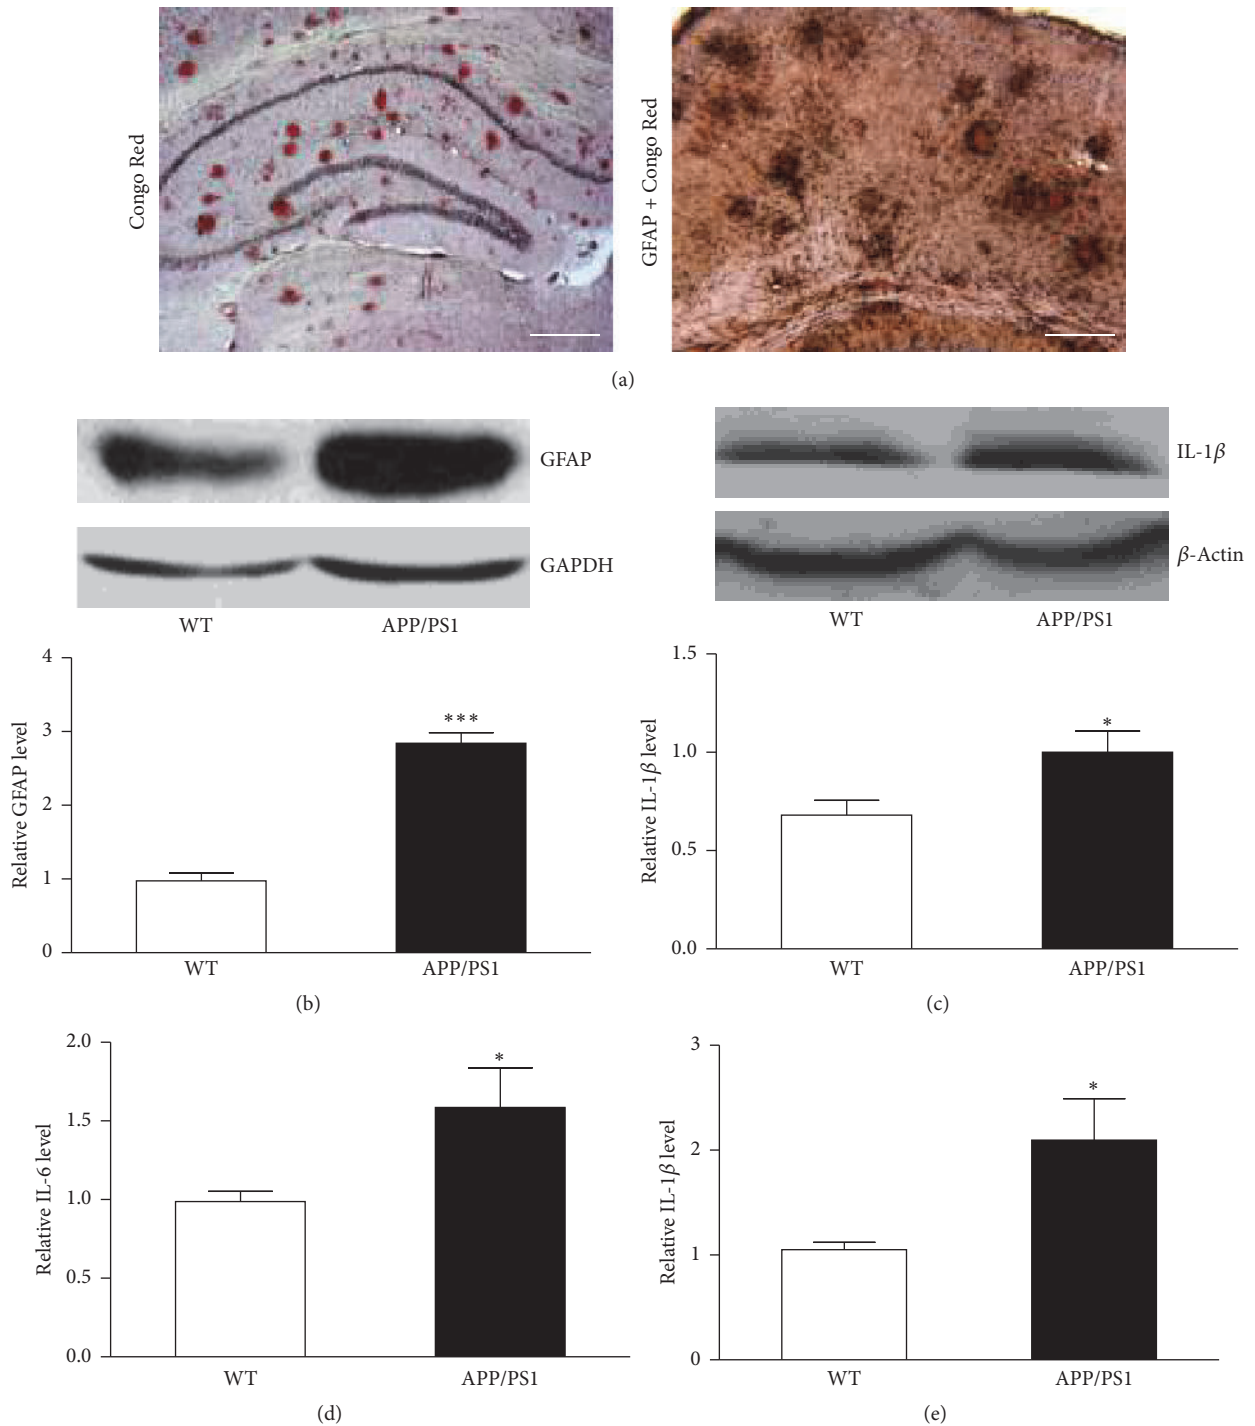 Congo Red
GFAP + Congo Red
(a)
GFAP
GAPDH
WT APP/PS1
IL-1β
β-Actin
WT APP/PS1
4
3
2
1
0
Relative GFAP level
***
WT APP/PS1
(b)
1.5
1.0
0.5
0.0
Relative IL-1β level
*
WT APP/PS1
(c)
2.0
1.5
1.0
0.5
0.0
Relative IL-6 level
*
WT APP/PS1
(d)
3
2
1
0
Relative IL-1β level
*
WT APP/PS1
(e)